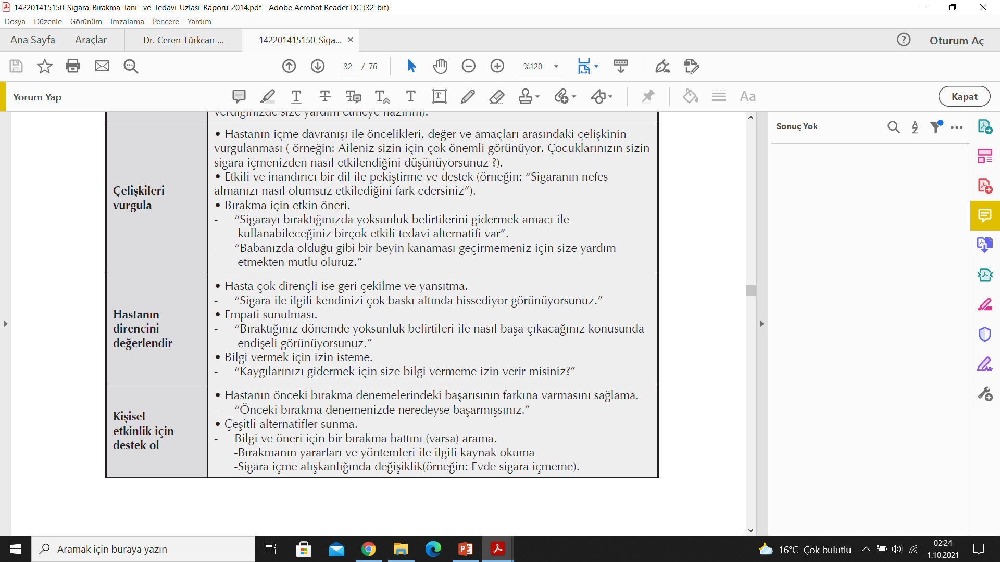 142201415150-Sigara-Birakma-Tani--ve-Tedavi-Uzlasi-Raporu-2014.pdf - Adobe Acrobat Reader DC (32-bit)
Dosya Düzenle Görünüm İmzalama Pencere Yardım
Ana Sayfa Araçlar Dr. Ceren Türkcan ... 142201415150-Siga... Oturum Aç
32 / 76 %120
Yorum Yap Aa Kapat
verdiğinizde size yardım etmeye hazırım).
Sonuç Yok
Çelişkileri
vurgula
• Hastanın içme davranışı ile öncelikleri, değer ve amaçları arasındaki çelişkinin
vurgulanması ( örneğin: Aileniz sizin için çok önemli görünüyor. Çocuklarınızın sizin
sigara içmenizden nasıl etkilendiğini düşünüyorsunuz ?).
• Etkili ve inandırıcı bir dil ile pekiştirme ve destek (örneğin: “Sigaranın nefes
almanızı nasıl olumsuz etkilediğini fark edersiniz”).
• Bırakma için etkin öneri.
- “Sigarayı bıraktığınızda yoksunluk belirtilerini gidermek amacı ile
kullanabileceğiniz birçok etkili tedavi alternatifi var”.
- “Babanızda olduğu gibi bir beyin kanaması geçirmemeniz için size yardım
etmekten mutlu oluruz.”
Hastanın
direncini
değerlendir
• Hasta çok dirençli ise geri çekilme ve yansıtma.
- “Sigara ile ilgili kendinizi çok baskı altında hissediyor görünüyorsunuz.”
• Empati sunulması.
- “Bıraktığınız dönemde yoksunluk belirtileri ile nasıl başa çıkacağınız konusunda
endişeli görünüyorsunuz.”
• Bilgi vermek için izin isteme.
- “Kaygılarınızı gidermek için size bilgi vermeme izin verir misiniz?”
Kişisel
etkinlik için
destek ol
• Hastanın önceki bırakma denemelerindeki başarısının farkına varmasını sağlama.
- “Önceki bırakma denemenizde neredeyse başarmışsınız.”
• Çeşitli alternatifler sunma.
- Bilgi ve öneri için bir bırakma hattını (varsa) arama.
-Bırakmanın yararları ve yöntemleri ile ilgili kaynak okuma
-Sigara içme alışkanlığında değişiklik(örneğin: Evde sigara içmeme).
Aramak için buraya yazın
16°C Çok bulutlu
02:24
1.10.2021